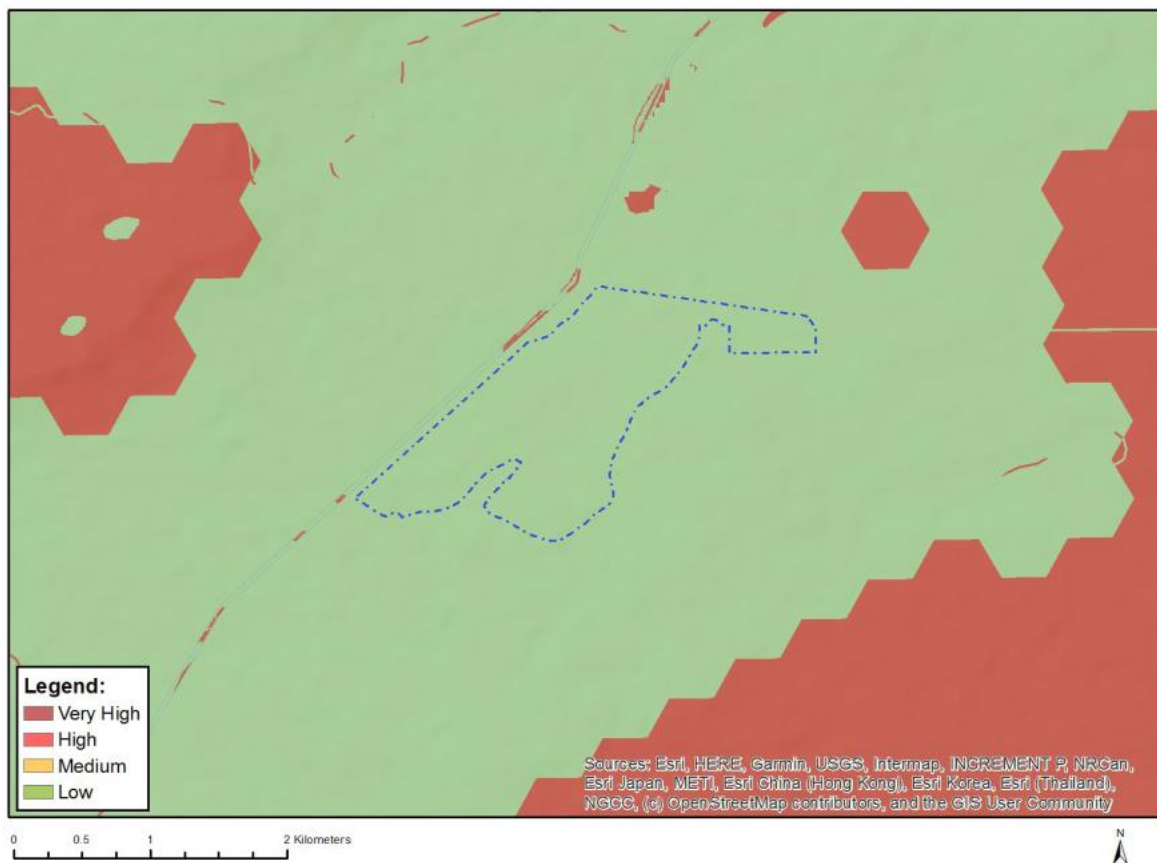 Legend:
Very High
High
Medium
Low
Sources: Esri, HERE, Garmin, USGS, Intermap, INCREMENT P, NRCan,
Esri Japan, METI, Esri China (Hong Kong), Esri Korea, Esri (Thailand),
NGCC, (c) OpenStreetMap contributors, and the GIS User Community
0 0.5 1 2 Kilometers
N